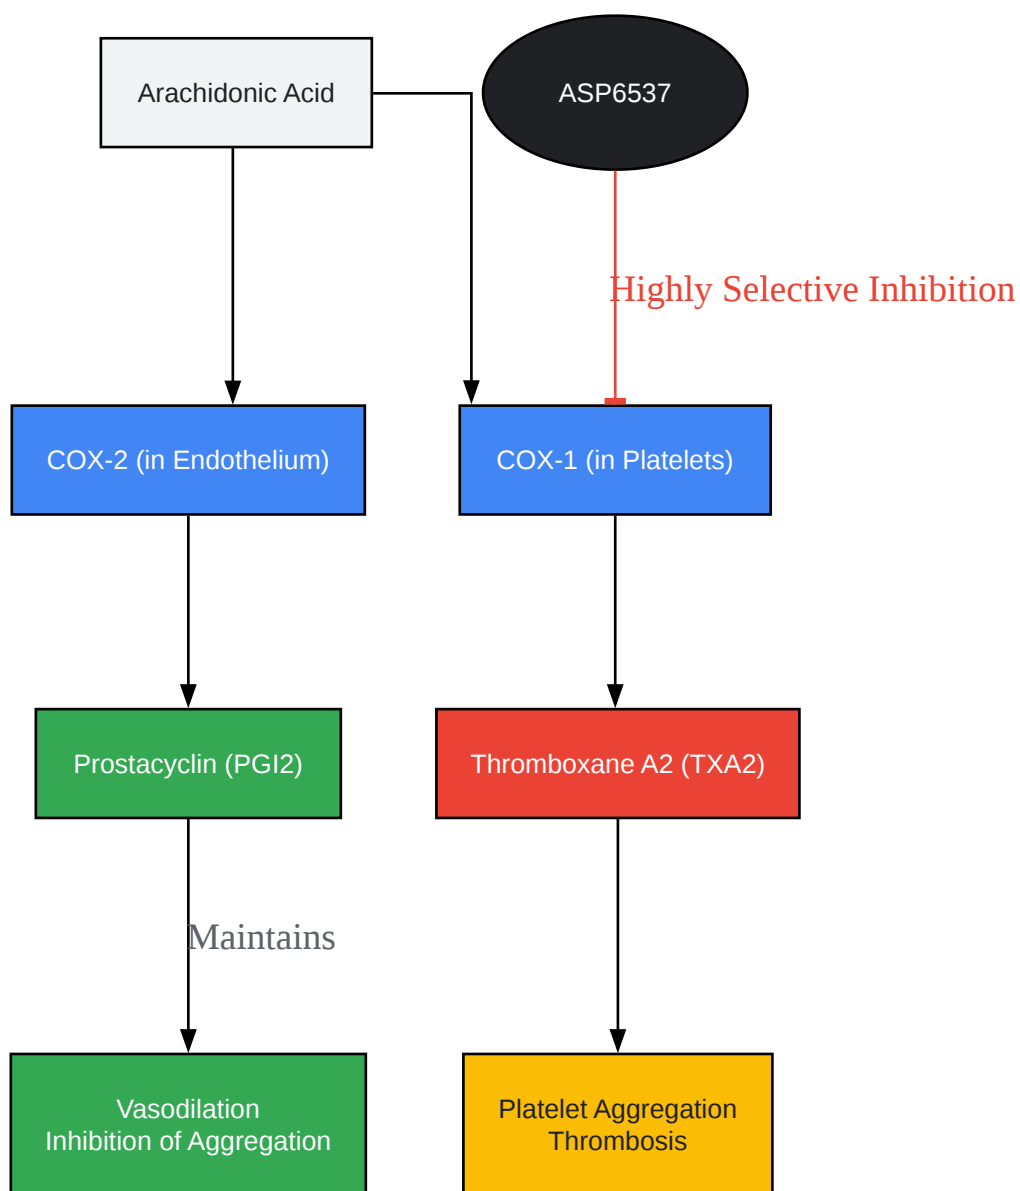 Arachidonic Acid
ASP6537
Highly Selective Inhibition
COX-2 (in Endothelium)
COX-1 (in Platelets)
Prostacyclin (PGI2)
Thromboxane A2 (TXA2)
Maintains
Vasodilation
Inhibition of Aggregation
Platelet Aggregation
Thrombosis